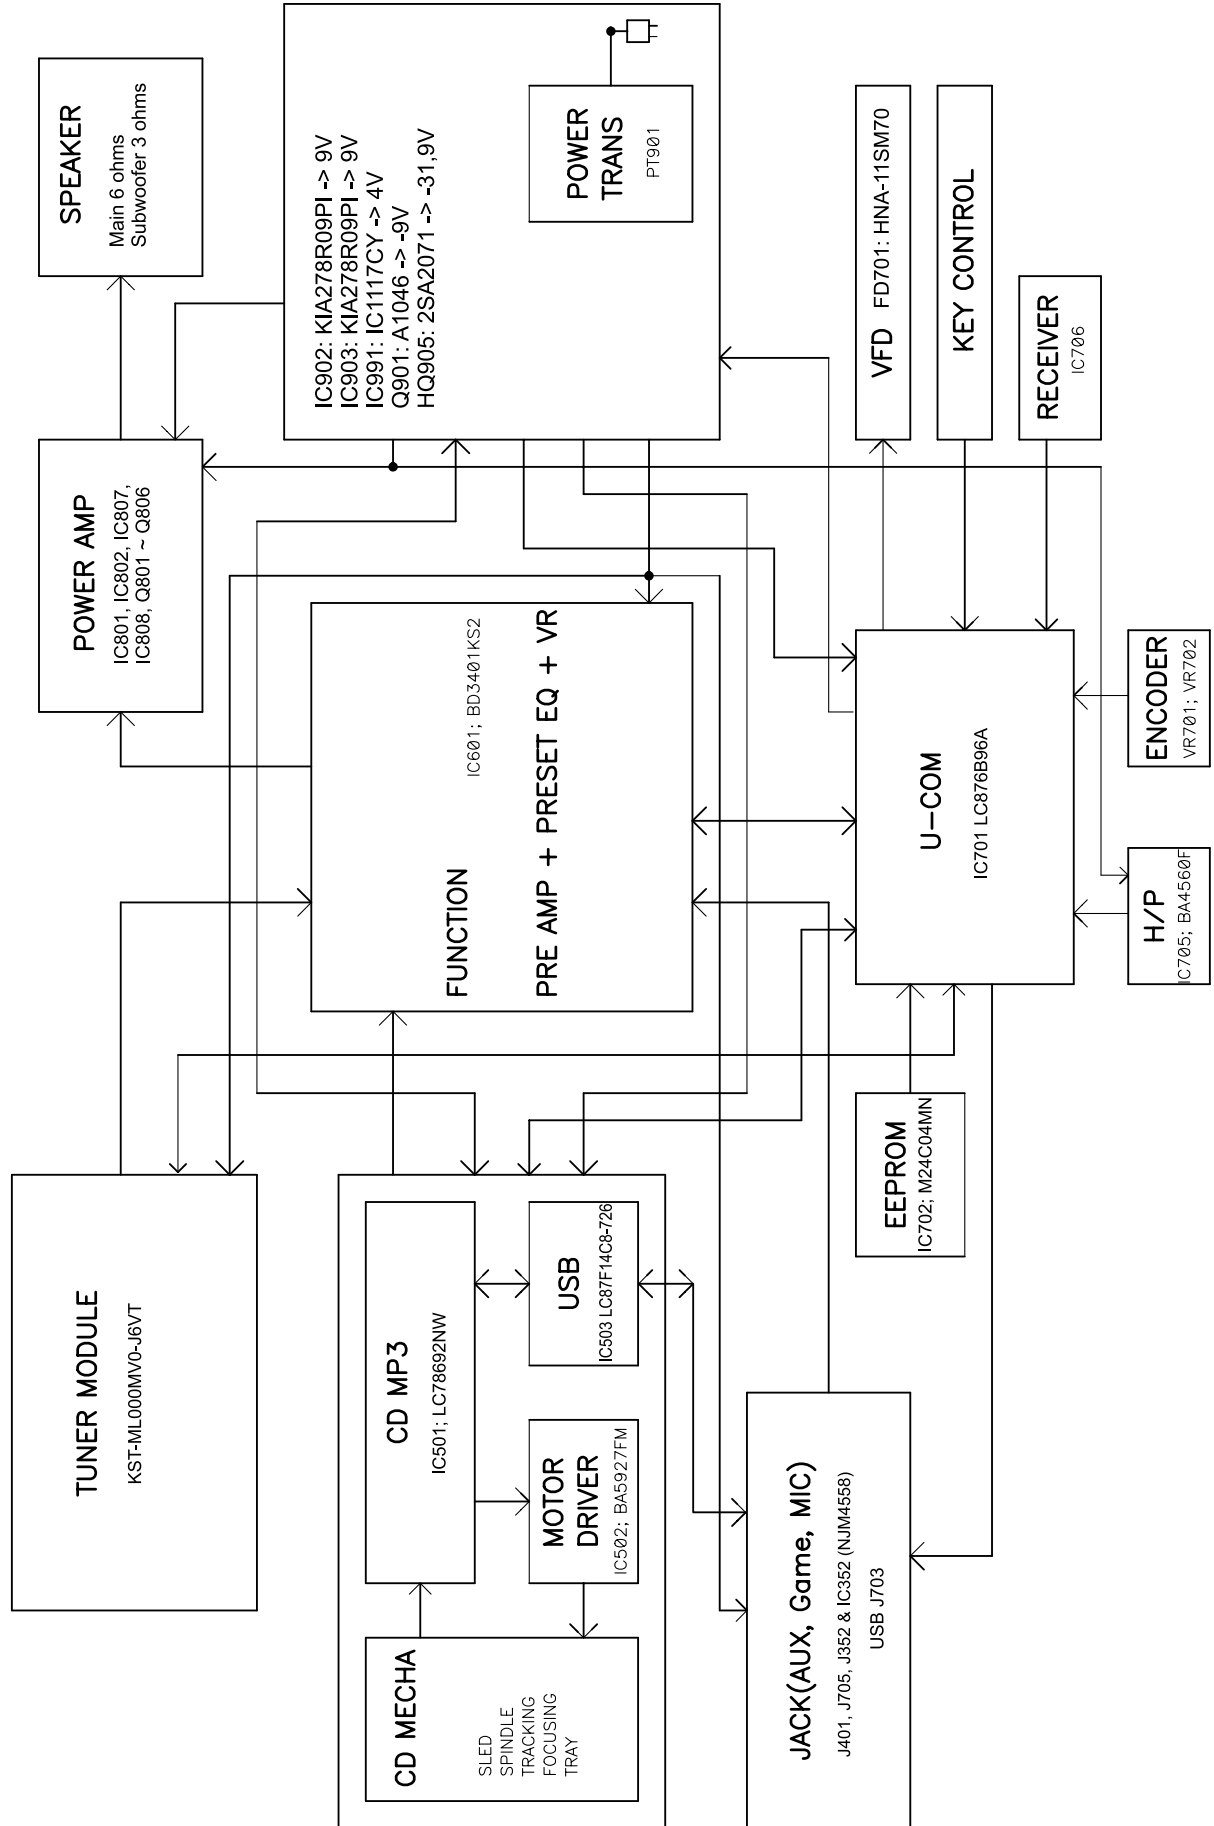 TUNER MODULE
KST-ML000MV0-J6VT
POWER AMP
IC801, IC802, IC807,
IC808, Q801 ~ Q806
SPEAKER
Main 6 ohms
Subwoofer 3 ohms
CD MECHA
SLED
SPINDLE
TRACKING
FOCUSING
TRAY
CD MP3
IC501; LC78692NW
MOTOR
DRIVER
IC502; BA5927FM
USB
IC503 LC87F14C8-726
FUNCTION
IC601; BD3401KS2
PRE AMP + PRESET EQ + VR
IC902: KIA278R09PI -> 9V
IC903: KIA278R09PI -> 9V
IC991: IC1117CY -> 4V
Q901: A1046 -> -9V
HQ905: 2SA2071 -> -31,9V
POWER
TRANS
PT901
JACK(AUX, Game, MIC)
J401, J705, J352 & IC352 (NJM4558)
USB J703
EEPROM
IC702; M24C04MN
U-COM
IC701 LC876B96A
VFD FD701: HNA-11SM70
KEY CONTROL
RECEIVER
IC706
H/P
IC705; BA4560F
ENCODER
VR701; VR702